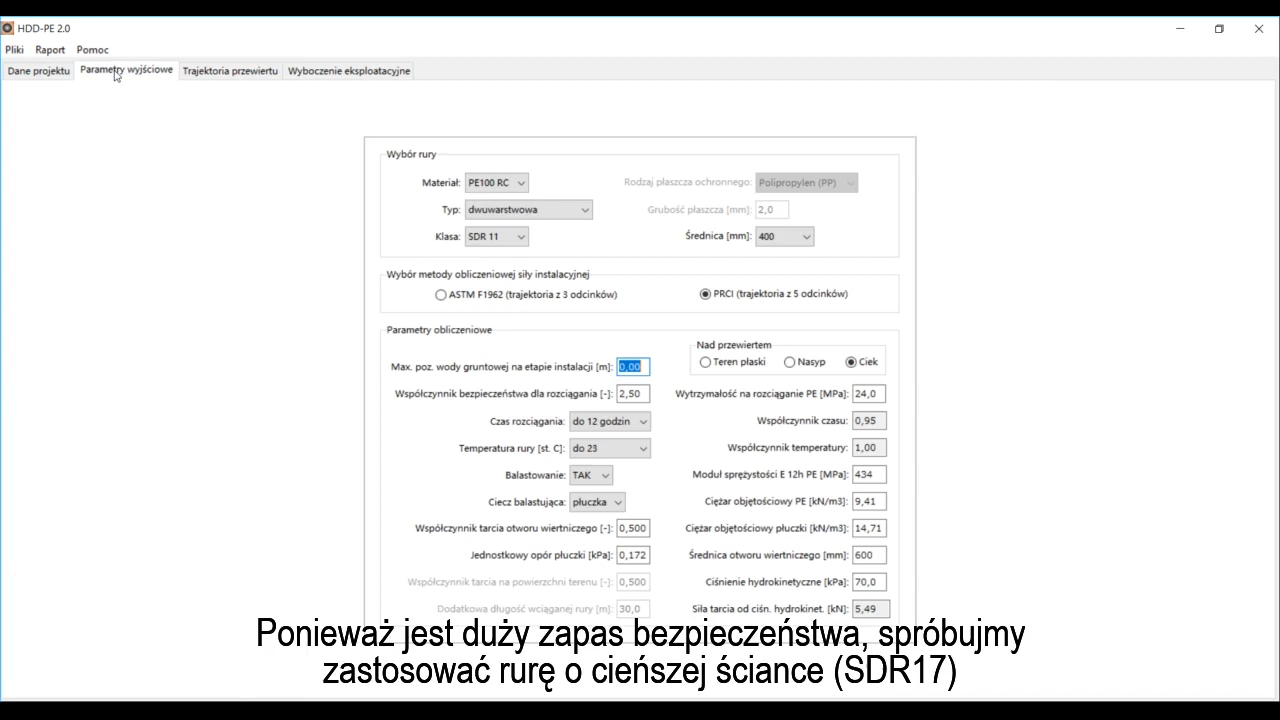 HDD-PE 2.0
Pliki Raport Pomoc
Dane projektu Parametry wyjściowe Trajektoria przewiertu Wyboczenie eksploatacyjne
Wybór rury
Materiał: PE100 RC Rodzaj płaszcza ochronnego: Polipropylen (PP)
Typ: dwuwarstwowa Grubość płaszcza [mm]: 2,0
Klasa: SDR 11 Średnica [mm]: 400
Wybór metody obliczeniowej siły instalacyjnej
ASTM F1962 (trajektoria z 3 odcinków) PRCI (trajektoria z 5 odcinków)
Parametry obliczeniowe
Nad przewiertem
Teren płaski Nasyp Ciek
Max. poz. wody gruntowej na etapie instalacji [m]: 0,00
Współczynnik bezpieczeństwa dla rozciągania [-]: 2,50 Wytrzymałość na rozciąganie PE [MPa]: 24,0
Czas rozciągania: do 12 godzin Współczynnik czasu: 0,95
Temperatura rury [st. C]: do 23 Współczynnik temperatury: 1,00
Balastowanie: TAK Moduł sprężystości E 12h PE [MPa]: 434
Ciecz balastująca: płuczka Ciężar objętościowy PE [kN/m3]: 9,41
Współczynnik tarcia otworu wiertniczego [-]: 0,500 Ciężar objętościowy płuczki [kN/m3]: 14,71
Jednostkowy opór płuczki [kPa]: 0,172 Średnica otworu wiertniczego [mm]: 600
Współczynnik tarcia na powierzchni terenu [-]: 0,500 Ciśnienie hydrokinetyczne [kPa]: 70,0
Dodatkowa długość wciąganej rury [m]: 30,0 Siła tarcia od ciśn. hydrokinet. [kN]: 5,49
Ponieważ jest duży zapas bezpieczeństwa, spróbujmy
zastosować rurę o cieńszej ściance (SDR17)